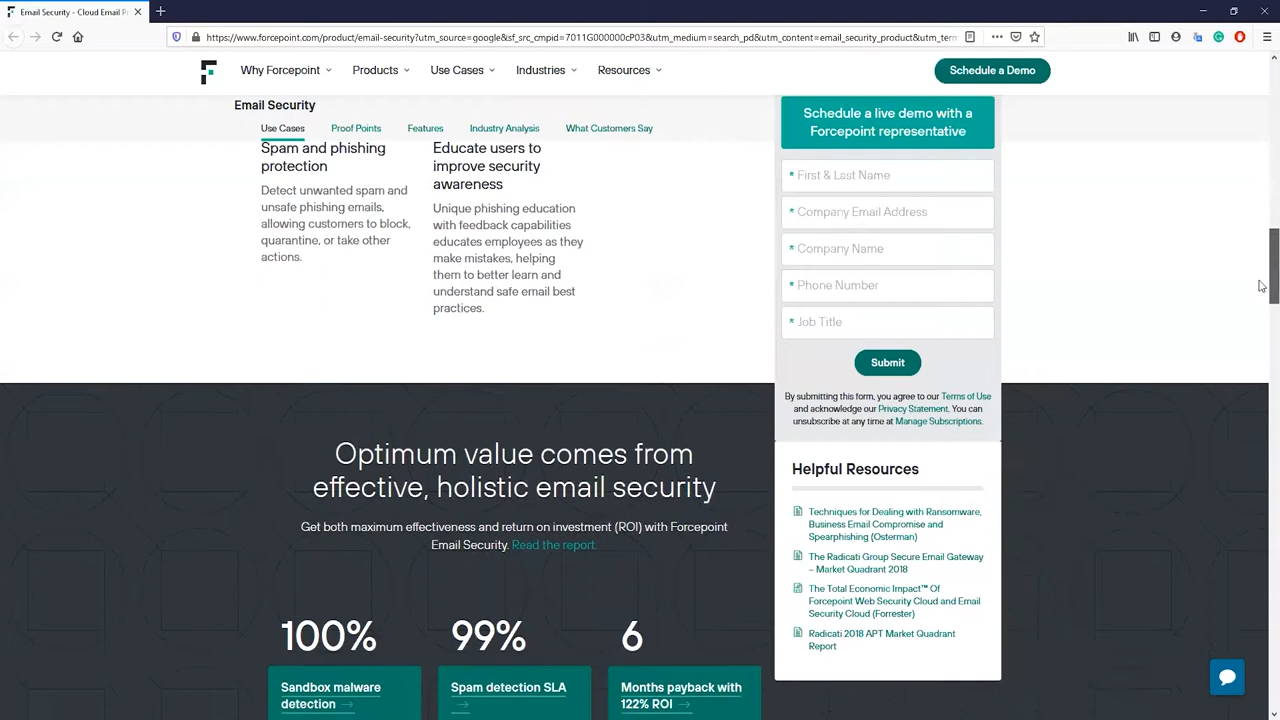 Email Security - Cloud Email P
https://www.forcepoint.com/product/email-security?utm_source=google&sf_src_cmpid=7011G000000cP03&utm_medium=search_pd&utm_content=email_security_product&utm_term
Why Forcepoint
Products
Use Cases
Industries
Resources
Schedule a Demo
Email Security
Use Cases
Proof Points
Features
Industry Analysis
What Customers Say
Spam and phishing
protection
Detect unwanted spam and
unsafe phishing emails,
allowing customers to block,
quarantine, or take other
actions.
Educate users to
improve security
awareness
Unique phishing education
with feedback capabilities
educates employees as they
make mistakes, helping
them to better learn and
understand safe email best
practices.
Schedule a live demo with a
Forcepoint representative
* First & Last Name
* Company Email Address
* Company Name
* Phone Number
* Job Title
Submit
By submitting this form, you agree to our Terms of Use
and acknowledge our Privacy Statement. You can
unsubscribe at any time at Manage Subscriptions.
Optimum value comes from
effective, holistic email security
Get both maximum effectiveness and return on investment (ROI) with Forcepoint
Email Security. Read the report.
100%
Sandbox malware
detection →
99%
Spam detection SLA
→
6
Months payback with
122% ROI →
Helpful Resources
Techniques for Dealing with Ransomware,
Business Email Compromise and
Spearphishing (Osterman)
The Radicati Group Secure Email Gateway
– Market Quadrant 2018
The Total Economic Impact™ Of
Forcepoint Web Security Cloud and Email
Security Cloud (Forrester)
Radicati 2018 APT Market Quadrant
Report